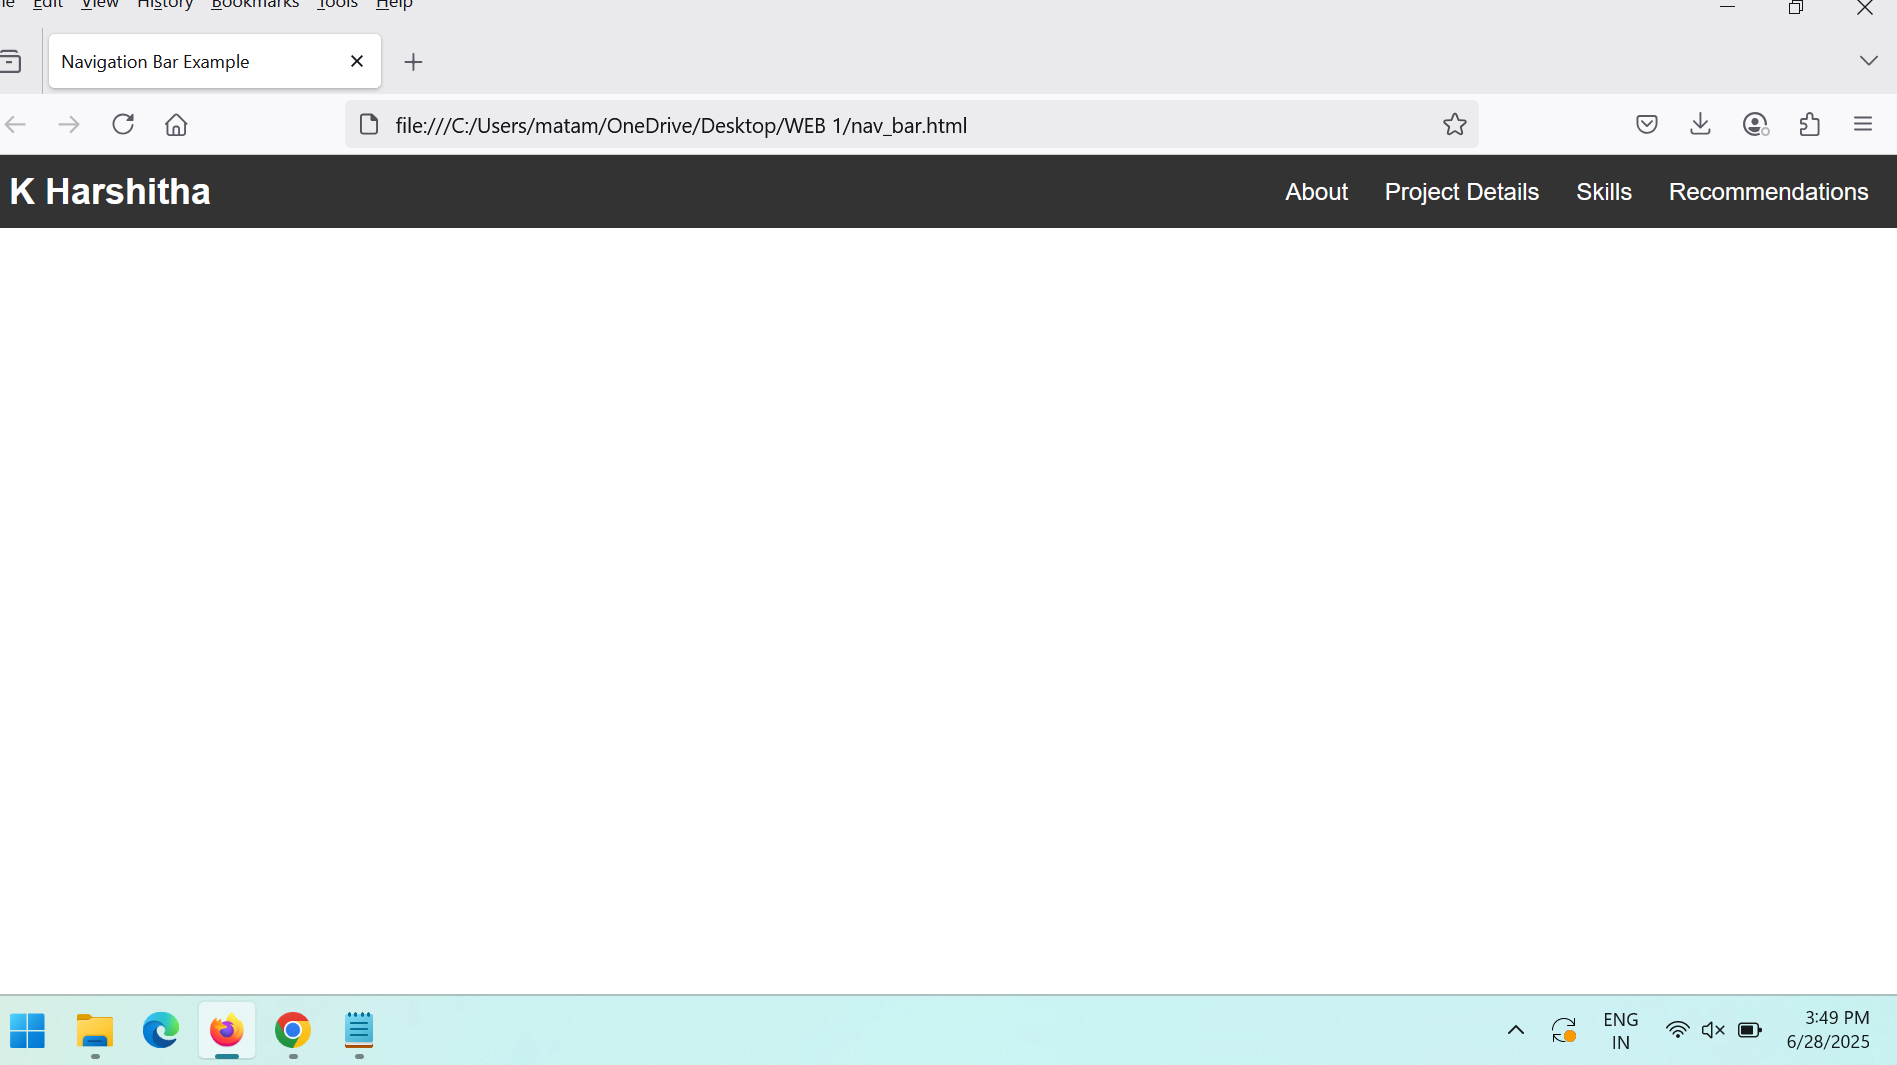 Edit View History Bookmarks Tools Help
Navigation Bar Example
file:///C:/Users/matam/OneDrive/Desktop/WEB 1/nav_bar.html
K Harshitha About Project Details Skills Recommendations
ENG 3:49 PM
IN 6/28/2025